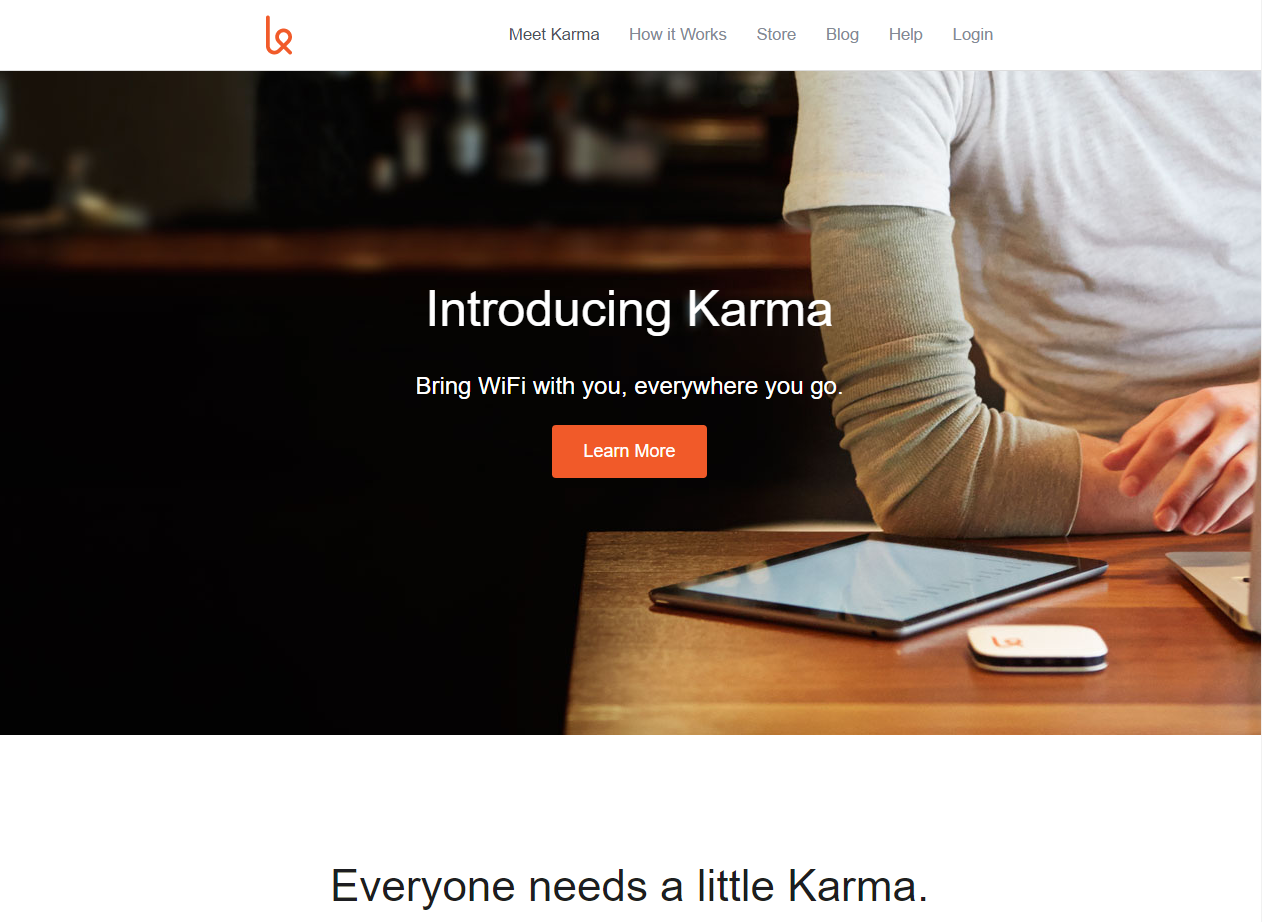 Meet Karma How it Works Store Blog Help Login
Introducing Karma
Bring WiFi with you, everywhere you go.
Learn More
Everyone needs a little Karma.